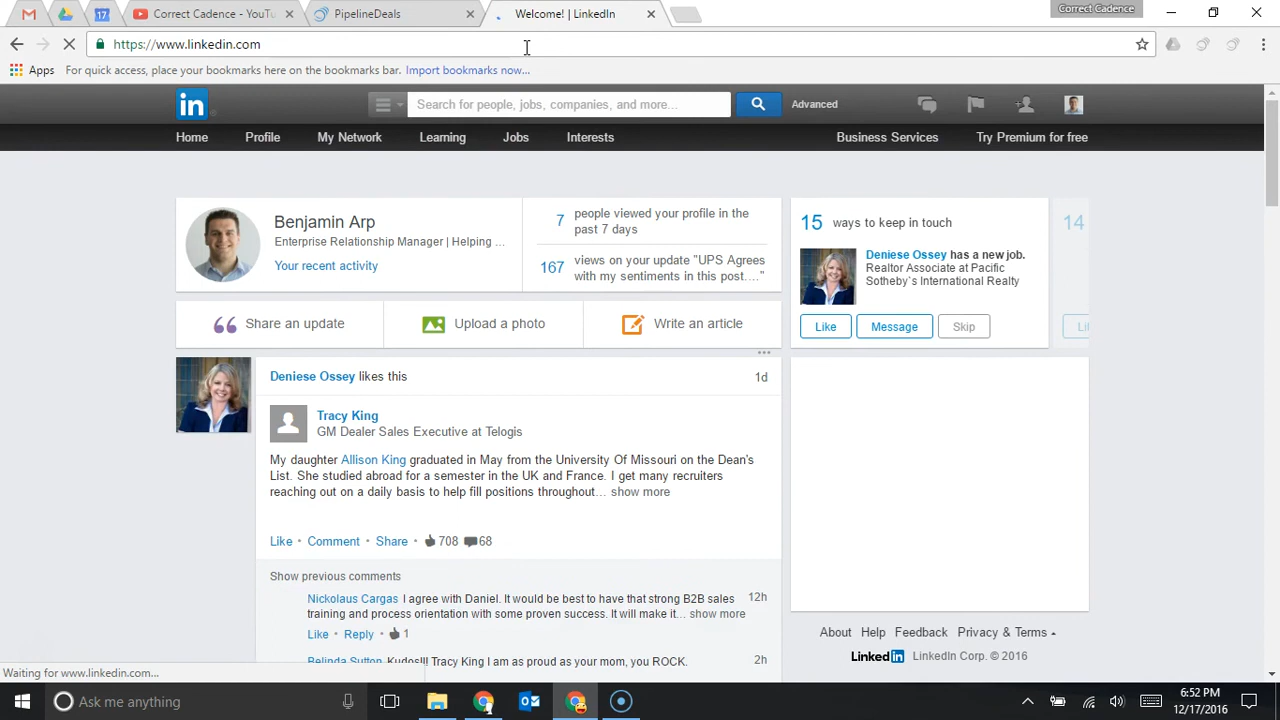 17
Correct Cadence - YouTu
PipelineDeals
Welcome! | LinkedIn
Correct Cadence
https://www.linkedin.com
Apps For quick access, place your bookmarks here on the bookmarks bar. Import bookmarks now...
in Search for people, jobs, companies, and more... Advanced
Home Profile My Network Learning Jobs Interests Business Services Try Premium for free
Benjamin Arp
Enterprise Relationship Manager | Helping ...
Your recent activity
7 people viewed your profile in the
past 7 days
167 views on your update "UPS Agrees
with my sentiments in this post...."
15 ways to keep in touch
14
Deniese Ossey has a new job.
Realtor Associate at Pacific
Sotheby's International Realty
Like Message Skip Li
Share an update Upload a photo Write an article
Deniese Ossey likes this 1d
Tracy King
GM Dealer Sales Executive at Telogis
My daughter Allison King graduated in May from the University Of Missouri on the Dean's
List. She studied abroad for a semester in the UK and France. I get many recruiters
reaching out on a daily basis to help fill positions throughout... show more
Like • Comment • Share • 708 68
Show previous comments
Nickolaus Cargas I agree with Daniel. It would be best to have that strong B2B sales 12h
training and process orientation with some proven success. It will make it... show more
Like • Reply • 1
Belinda Sutton Kudos!!! Tracy King I am as proud as your mom, you ROCK. 2h
About Help Feedback Privacy & Terms
Linked in LinkedIn Corp. © 2016
Waiting for www.linkedin.com...
Ask me anything
6:52 PM
12/17/2016